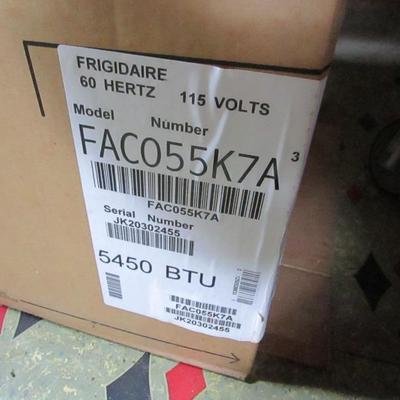 FRIGIDAIRE
60 HERTZ 115 VOLTS
Model Number
FAC055K7A 3
FAC055K7A
Serial Number
JK20302455
5450 BTU
FAC055K7A
JK20302455